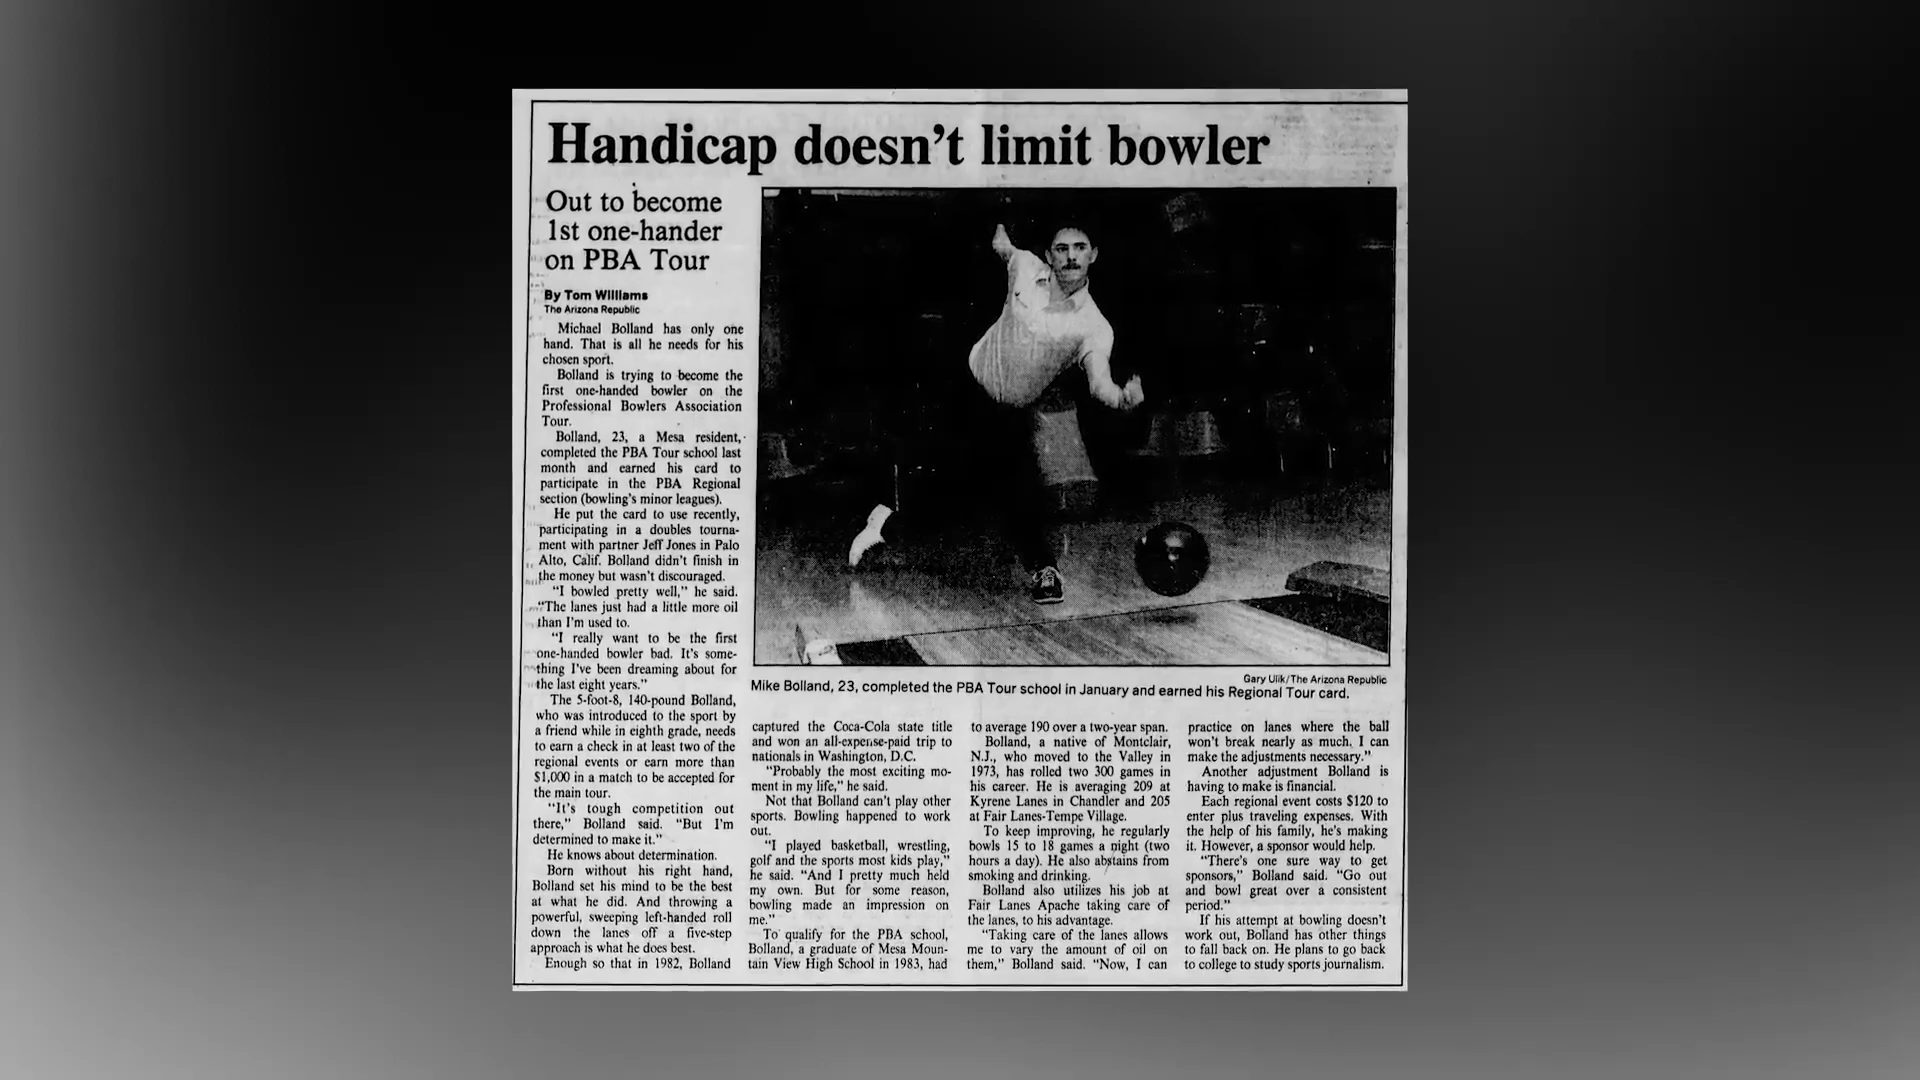 Handicap doesn't limit bowler
Out to become
1st one-hander
on PBA Tour
By Tom Williams
The Arizona Republic
Michael Bolland has only one
hand. That is all he needs for his
chosen sport.
Bolland is trying to become the
first one-handed bowler on the
Professional Bowlers Association
Tour.
Bolland, 23, a Mesa resident,
completed the PBA Tour school last
month and earned his card to
participate in the PBA Regional
section (bowling's minor leagues).
He put the card to use recently,
participating in a doubles tourna-
ment with partner Jeff Jones in Palo
Alto, Calif. Bolland didn't finish in
the money but wasn't discouraged.
"I bowled pretty well," he said.
"The lanes just had a little more oil
than I'm used to.
"I really want to be the first
one-handed bowler bad. It's some-
thing I've been dreaming about for
the last eight years."
The 5-foot-8, 140-pound Bolland,
who was introduced to the sport by
a friend while in eighth grade, needs
to earn a check in at least two of the
regional events or earn more than
$1,000 in a match to be accepted for
the main tour.
"It's tough competition out
there," Bolland said. "But I'm
determined to make it."
He knows about determination.
Born without his right hand,
Bolland set his mind to be the best
at what he did. And throwing a
powerful, sweeping left-handed roll
down the lanes off a five-step
approach is what he does best.
Enough so that in 1982, Bolland
Gary Ulik/The Arizona Republic
Mike Bolland, 23, completed the PBA Tour school in January and earned his Regional Tour card.
captured the Coca-Cola state title
and won an all-expense-paid trip to
nationals in Washington, D.C.
"Probably the most exciting mo-
ment in my life," he said.
Not that Bolland can't play other
sports. Bowling happened to work
out.
"I played basketball, wrestling,
golf and the sports most kids play,"
he said. "And I pretty much held
my own. But for some reason,
bowling made an impression on
me."
To qualify for the PBA school,
Bolland, a graduate of Mesa Moun-
tain View High School in 1983, had
to average 190 over a two-year span.
Bolland, a native of Montclair,
N.J., who moved to the Valley in
1973, has rolled two 300 games in
his career. He is averaging 209 at
Kyrene Lanes in Chandler and 205
at Fair Lanes-Tempe Village.
To keep improving, he regularly
bowls 15 to 18 games a night (two
hours a day). He also abstains from
smoking and drinking.
Bolland also utilizes his job at
Fair Lanes Apache taking care of
the lanes, to his advantage.
"Taking care of the lanes allows
me to vary the amount of oil on
them," Bolland said. "Now, I can
practice on lanes where the ball
won't break nearly as much. I can
make the adjustments necessary."
Another adjustment Bolland is
having to make is financial.
Each regional event costs $120 to
enter plus traveling expenses. With
the help of his family, he's making
it. However, a sponsor would help.
"There's one sure way to get
sponsors," Bolland said. "Go out
and bowl great over a consistent
period."
If his attempt at bowling doesn't
work out, Bolland has other things
to fall back on. He plans to go back
to college to study sports journalism.